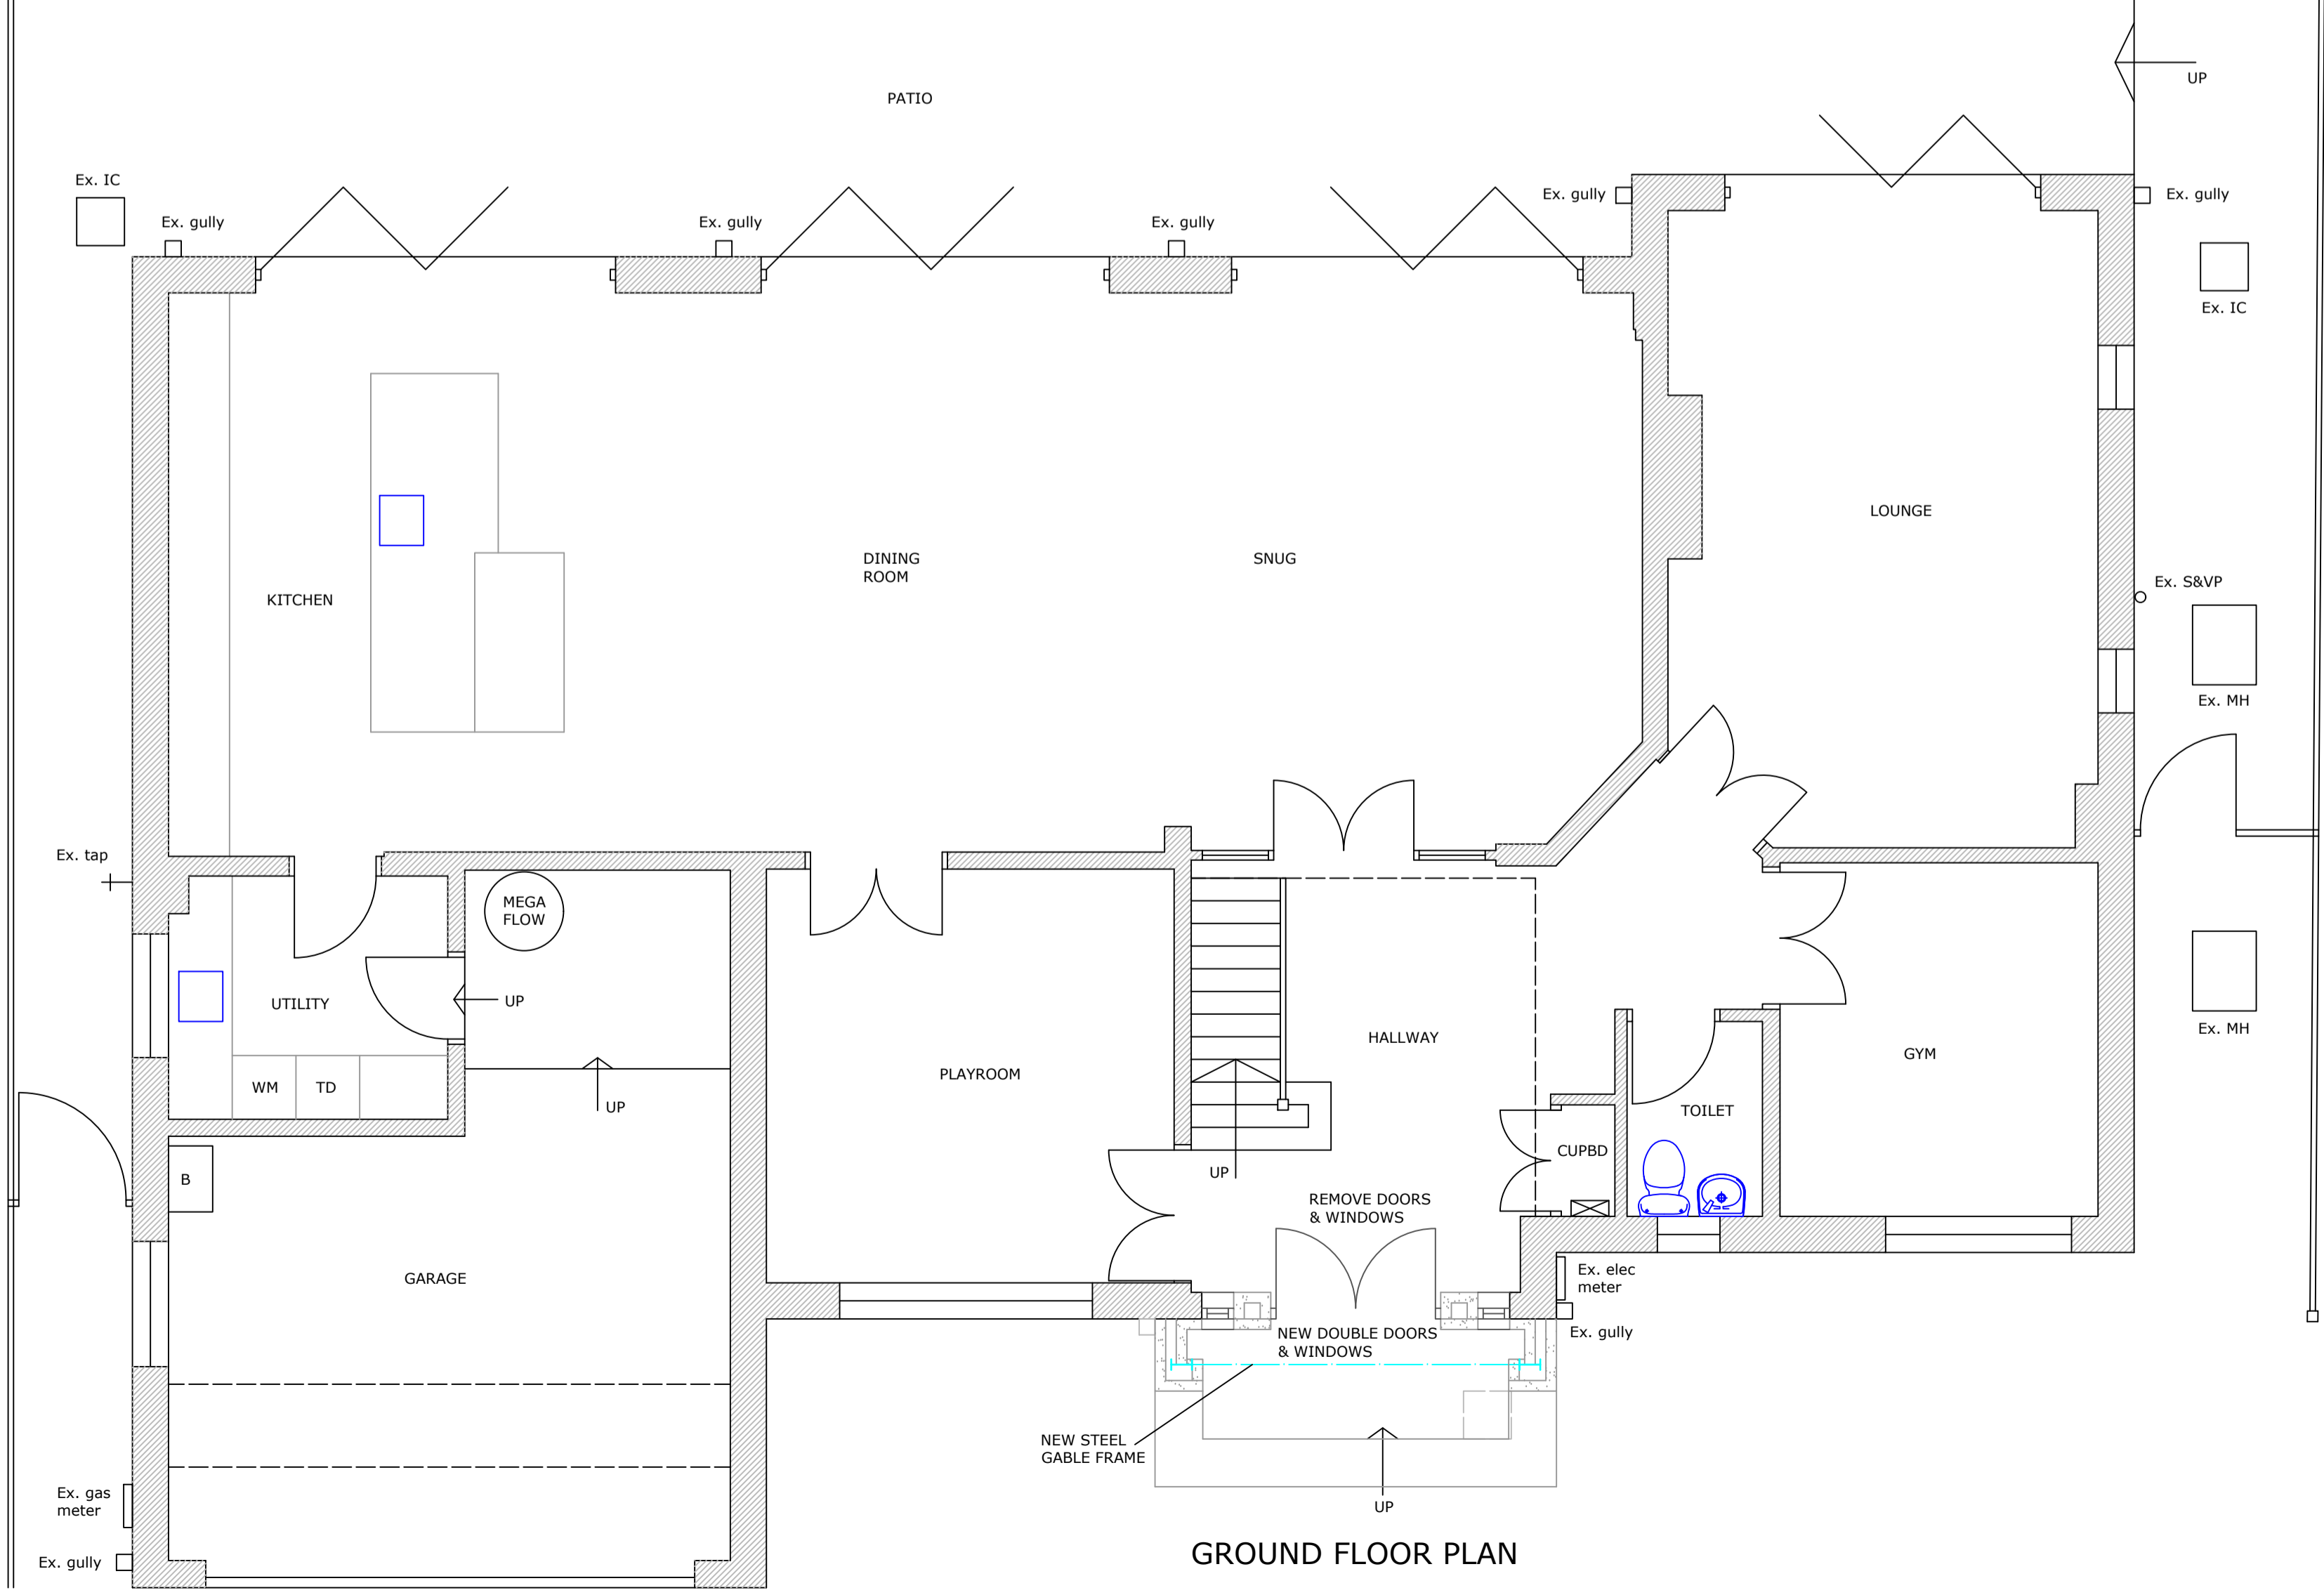 UP
PATIO
Ex. IC
Ex. gully
Ex. gully
Ex. gully
Ex. gully
Ex. gully
Ex. IC
LOUNGE
DINING
ROOM
SNUG
KITCHEN
Ex. S&VP
Ex. MH
Ex. tap
MEGA
FLOW
UTILITY
UP
HALLWAY
Ex. MH
GYM
PLAYROOM
WM
TD
UP
TOILET
CUPBD
B
UP
REMOVE DOORS
& WINDOWS
GARAGE
Ex. elec
meter
NEW DOUBLE DOORS
& WINDOWS
Ex. gully
NEW STEEL
GABLE FRAME
Ex. gas
meter
UP
Ex. gully
GROUND FLOOR PLAN